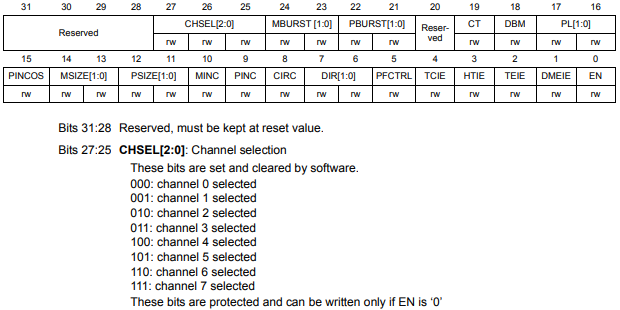 31 30 29 28 27 26 25 24 23 22 21 20 19 18 17 16
Reserved CHSEL[2:0] MBURST [1:0] PBURST[1:0] Reser-ved CT DBM PL[1:0]
rw rw rw rw rw rw rw rw rw rw rw
15 14 13 12 11 10 9 8 7 6 5 4 3 2 1 0
PINCOS MSIZE[1:0] PSIZE[1:0] MINC PINC CIRC DIR[1:0] PFCTRL TCIE HTIE TEIE DMEIE EN
rw rw rw rw rw rw rw rw rw rw rw rw rw rw rw rw
Bits 31:28 Reserved, must be kept at reset value.
Bits 27:25 CHSEL[2:0]: Channel selection
These bits are set and cleared by software.
000: channel 0 selected
001: channel 1 selected
010: channel 2 selected
011: channel 3 selected
100: channel 4 selected
101: channel 5 selected
110: channel 6 selected
111: channel 7 selected
These bits are protected and can be written only if EN is ‘0’